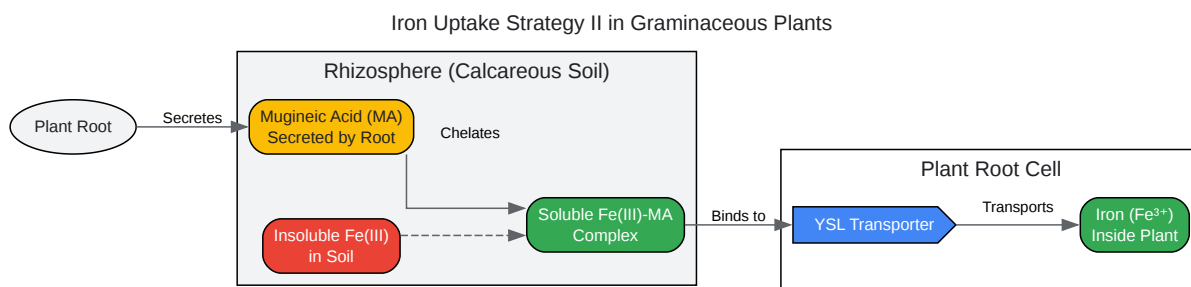 Iron Uptake Strategy II in Graminaceous Plants
Rhizosphere (Calcareous Soil)
Plant Root
Secretes
Mugineic Acid (MA)
Secreted by Root
Chelates
Insoluble Fe(III)
in Soil
Soluble Fe(III)-MA
Complex
Binds to
Plant Root Cell
YSL Transporter
Transports
Iron (Fe³⁺)
Inside Plant